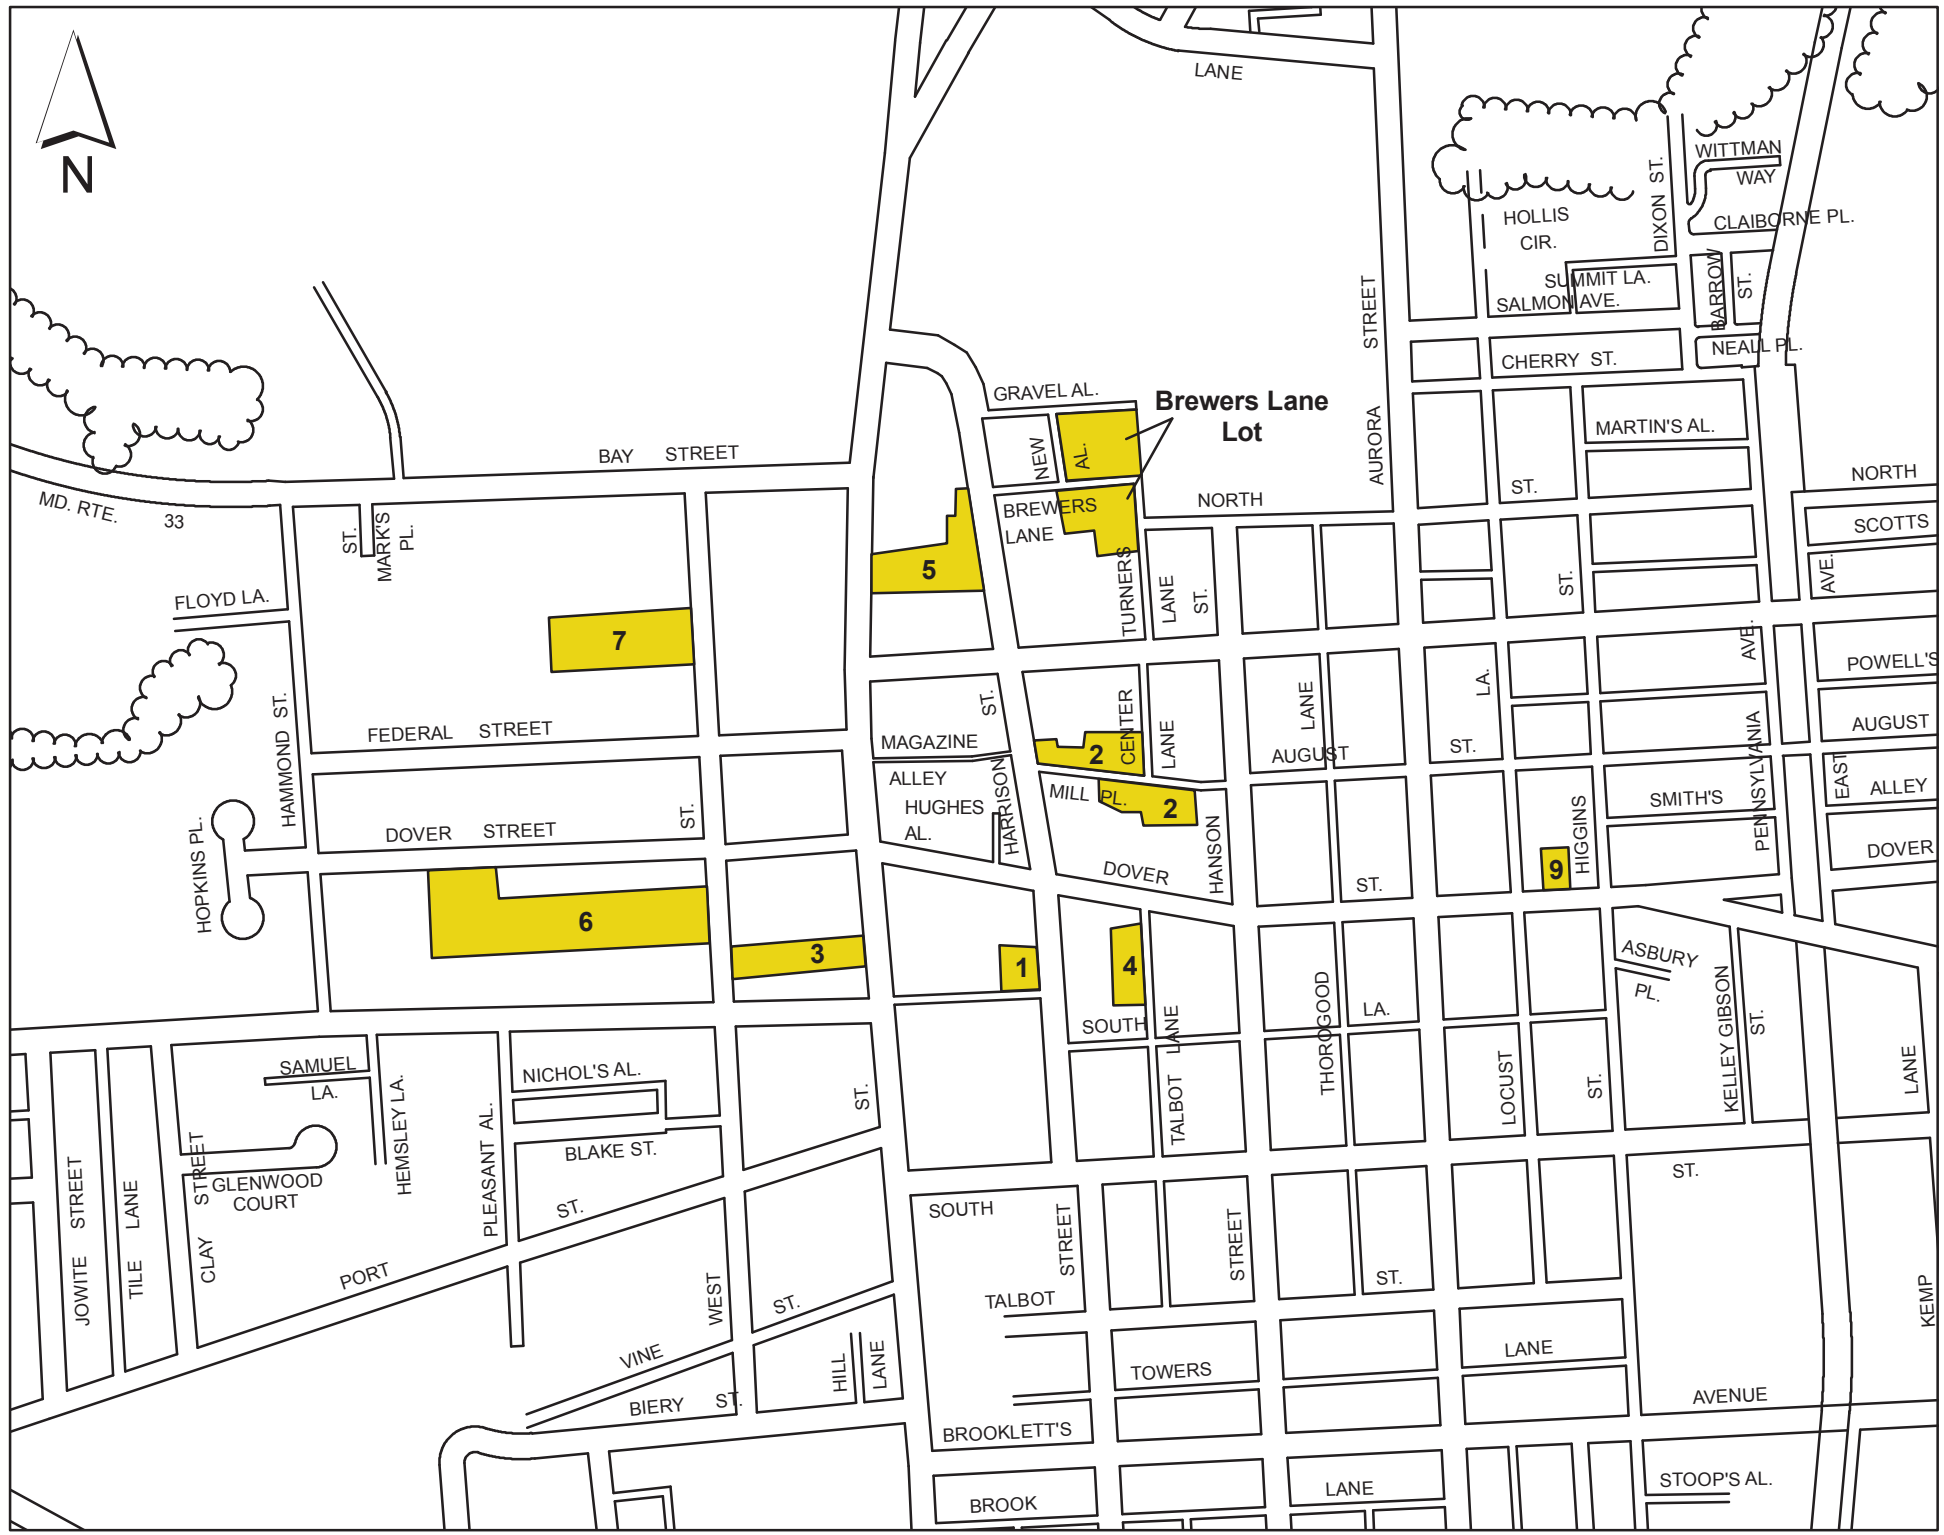 LANE
N
WITTMAN
WAY
DIXON ST.
HOLLIS
CIR.
CLAIBORNE PL.
SUMMIT LA.
SALMON AVE.
BARROW
ST.
NEALL PL.
CHERRY ST.
STREET
AURORA
GRAVEL AL.
Brewers Lane
Lot
NEW
AL.
MARTIN'S AL.
BAY STREET
NORTH
ST.
NORTH
MD. RTE.
33
ST.
MARK'S
PL.
BREWERS
LANE
SCOTTS
5
TURNERS
LANE
ST.
ST.
AVE.
FLOYD LA.
7
AVE.
POWELL'S
HAMMOND ST.
FEDERAL STREET
ST.
CENTER
LANE
LANE
LA.
MAGAZINE
2
AUGUST
ST.
AUGUST
PENNSYLVANIA
EAST
ALLEY
HARRISON
MILL PL.
2
SMITH'S
ALLEY
HUGHES
AL.
HOPKINS PL.
DOVER STREET
ST.
HANSON
HIGGINS
DOVER
DOVER
ST.
9
6
3
1
4
ASBURY
PL.
KELLEY GIBSON
ST.
SOUTH
LANE
TALBOT
THOROGOOD
LA.
LOCUST
ST.
LANE
SAMUEL
LA.
HEMSLEY LA.
NICHOL'S AL.
ST.
PLEASANT AL.
BLAKE ST.
JOWITE STREET
TILE LANE
CLAY STREET
GLENWOOD
COURT
ST.
ST.
SOUTH
STREET
STREET
PORT
WEST
ST.
TALBOT
ST.
KEMP
VINE
HILL
LANE
TOWERS
LANE
BIERY ST.
AVENUE
BROOKLETT'S
BROOK
LANE
STOOP'S AL.